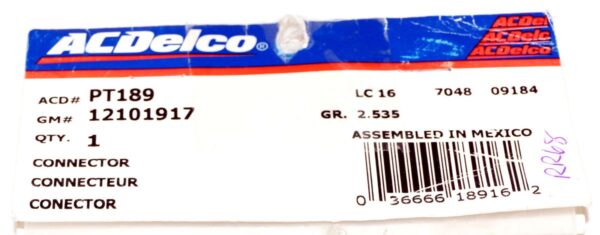 ACDelco®
ACDelco
ACDelco
ACDelco
ACD# PT189 LC 16 7048 09184
GM# 12101917 GR. 2.535
QTY. 1 ASSEMBLED IN MEXICO
CONNECTOR
CONNECTEUR
CONECTOR
0 36666 18916 2
RR68